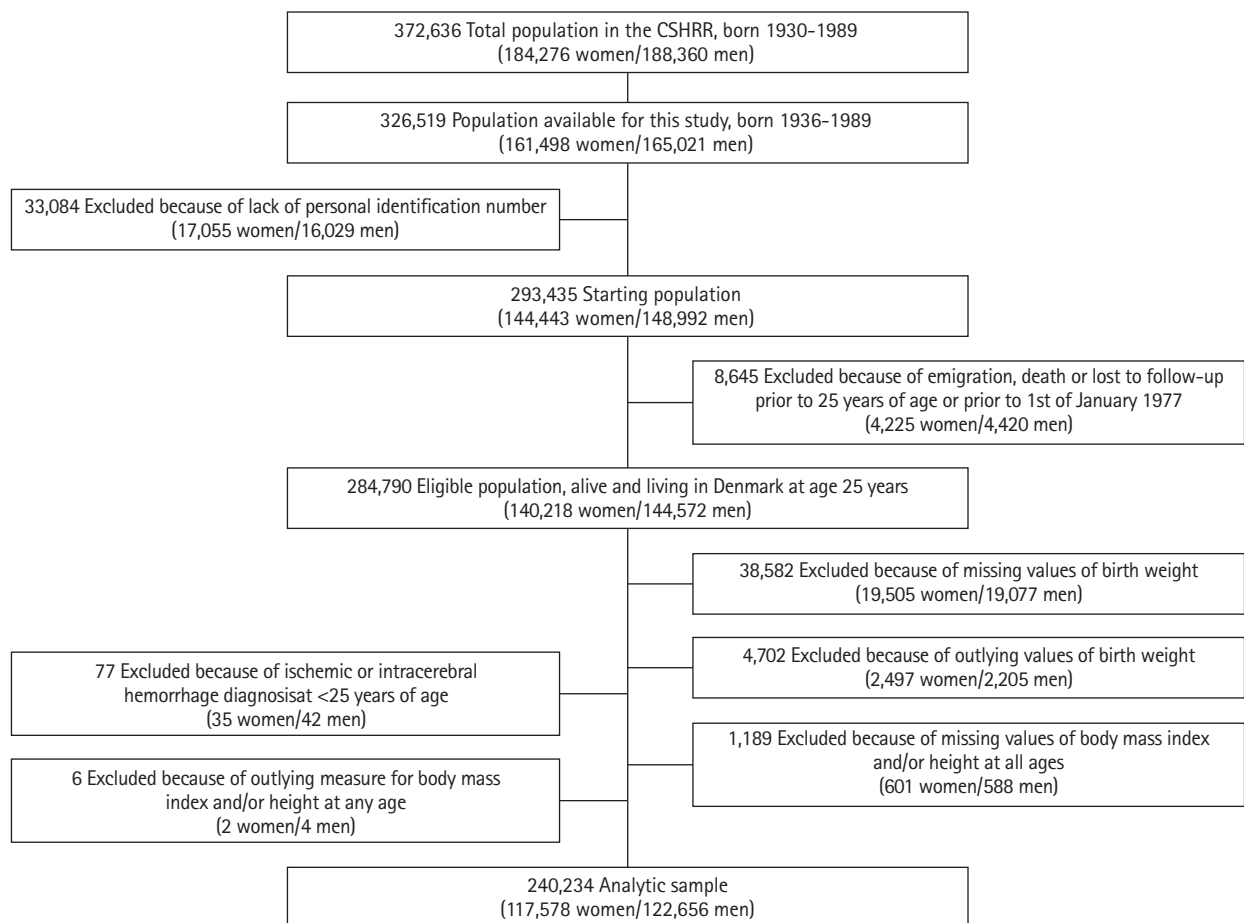 372,636 Total population in the CSHRR, born 1930-1989
(184,276 women/188,360 men)
326,519 Population available for this study, born 1936-1989
(161,498 women/165,021 men)
33,084 Excluded because of lack of personal identification number
(17,055 women/16,029 men)
293,435 Starting population
(144,443 women/148,992 men)
8,645 Excluded because of emigration, death or lost to follow-up
prior to 25 years of age or prior to 1st of January 1977
(4,225 women/4,420 men)
284,790 Eligible population, alive and living in Denmark at age 25 years
(140,218 women/144,572 men)
38,582 Excluded because of missing values of birth weight
(19,505 women/19,077 men)
4,702 Excluded because of outlying values of birth weight
(2,497 women/2,205 men)
77 Excluded because of ischemic or intracerebral
hemorrhage diagnosisat <25 years of age
(35 women/42 men)
1,189 Excluded because of missing values of body mass index
and/or height at all ages
(601 women/588 men)
6 Excluded because of outlying measure for body mass
index and/or height at any age
(2 women/4 men)
240,234 Analytic sample
(117,578 women/122,656 men)